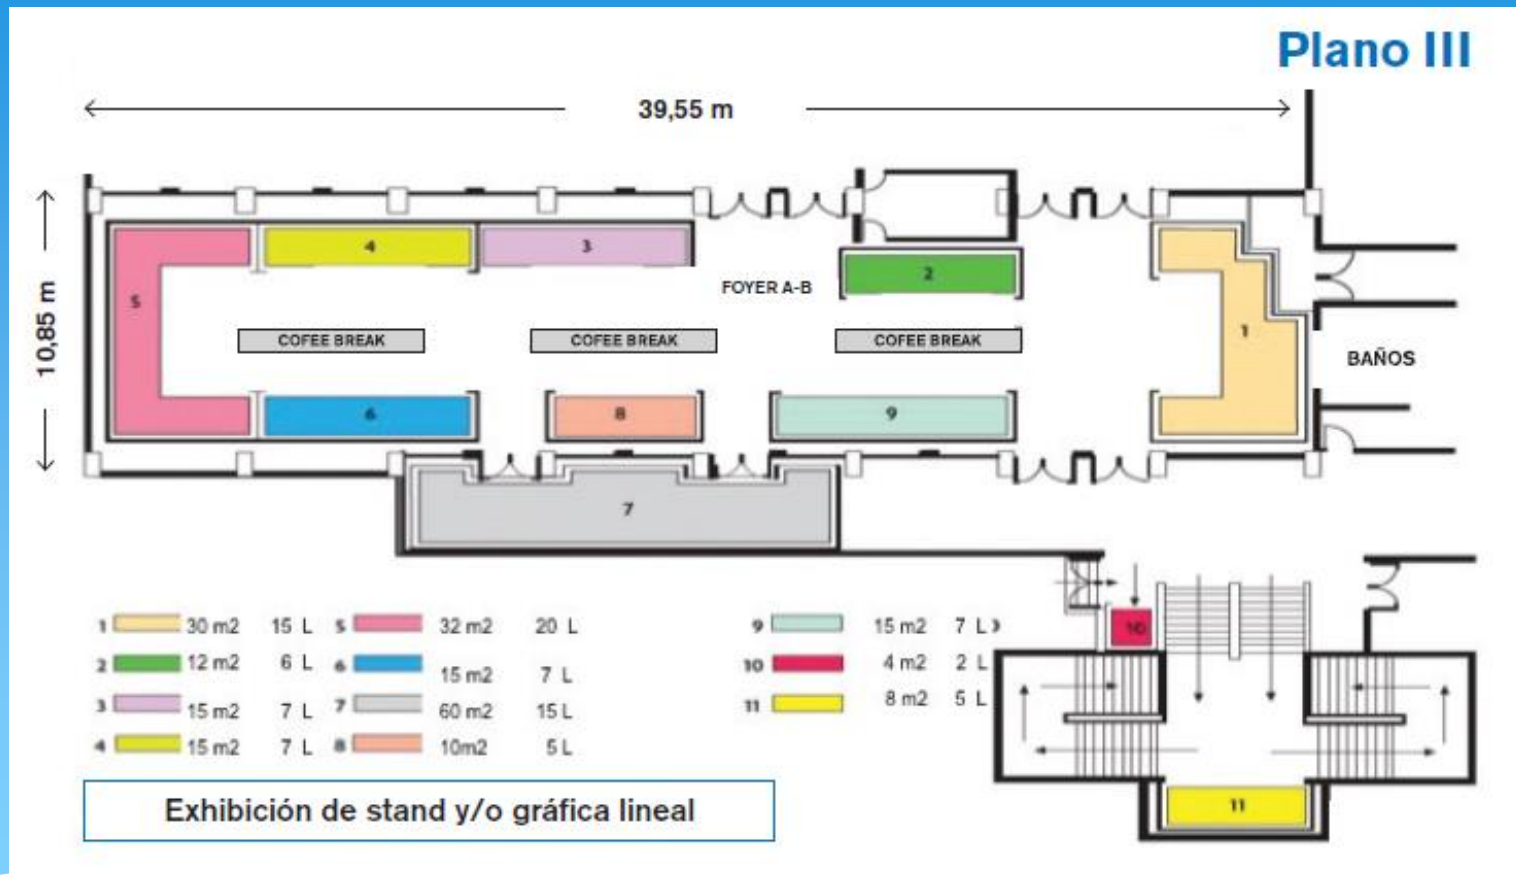 Plano III
39,55 m
10,85 m
4
3
2
FOYER A-B
5
1
COFEE BREAK
COFEE BREAK
COFEE BREAK
BAÑOS
6
8
9
7
1 30 m2 15 L
2 12 m2 6 L
3 15 m2 7 L
4 15 m2 7 L
5 32 m2 20 L
6 15 m2 7 L
7 60 m2 15 L
8 10m2 5 L
9 15 m2 7 L
10 4 m2 2 L
11 8 m2 5 L
10
11
Exhibición de stand y/o gráfica lineal